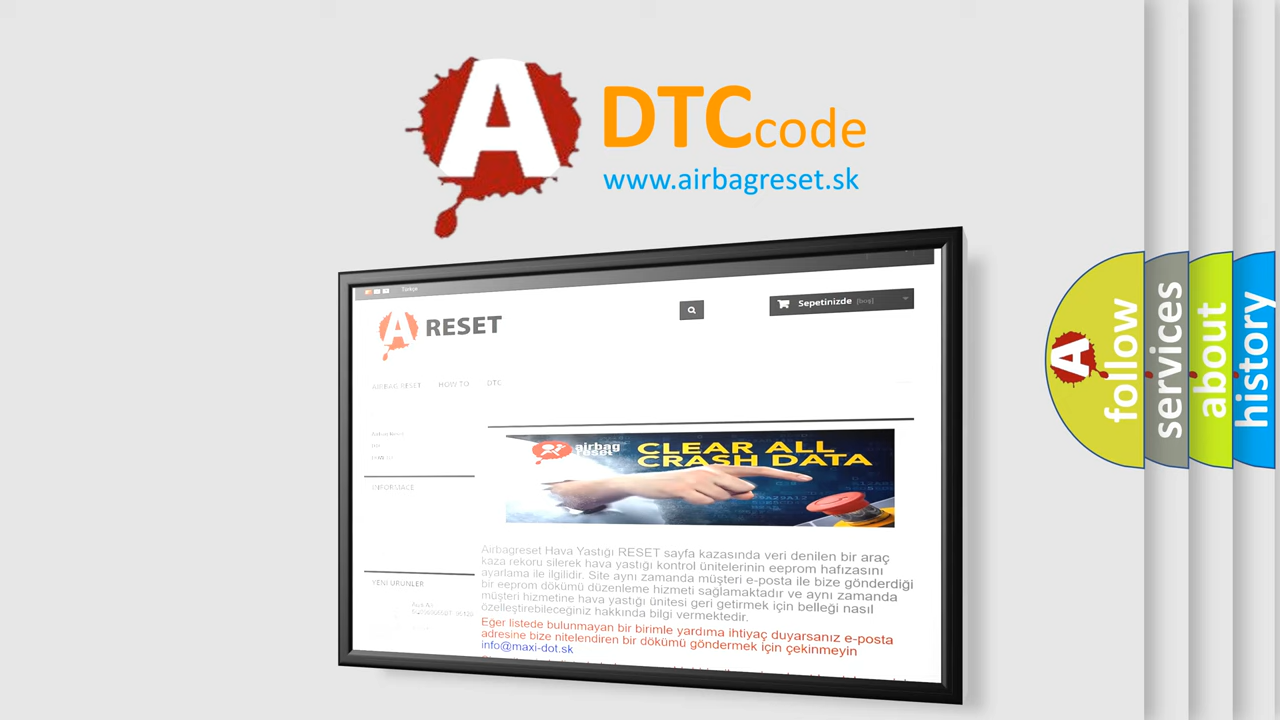 A DTC code
www.airbagreset.sk
Türkçe
A RESET
Sepetinizde
AIRBAG RESET HOW TO DTC
INFORMACE
airbag
reset
CLEAR ALL
CRASH DATA
Airbagreset Hava Yastığı RESET sayfa kazasında veri denilen bir araç
kaza rekoru silerek hava yastığı kontrol ünitelerinin eeprom hafızasını
ayarlama ile ilgilidir. Site aynı zamanda müşteri e-posta ile bize gönderdiği
bir eeprom dökümü düzenleme hizmeti sağlamaktadır ve aynı zamanda
müşteri hizmetine hava yastığı ünitesi geri getirmek için belleği nasıl
özelleştirebileceğiniz hakkında bilgi vermektedir.
Eğer listede bulunmayan bir birimle yardıma ihtiyaç duyarsanız e-posta
adresine bize nitelendiren bir dökümü göndermek için çekinmeyin
info@maxi-dot.sk
YENI ÜRÜNLER
A follow
services
about
history